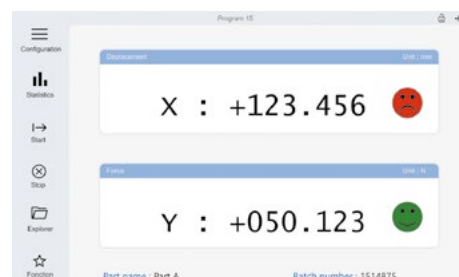 Program 15
Configuration
Displacement
Unit : mm
X : +123.456
Statistics
Start
Stop
Force
Unit : N
Y : +050.123
Explorer
Fonction
Part name : Part A
Batch number : 1514875